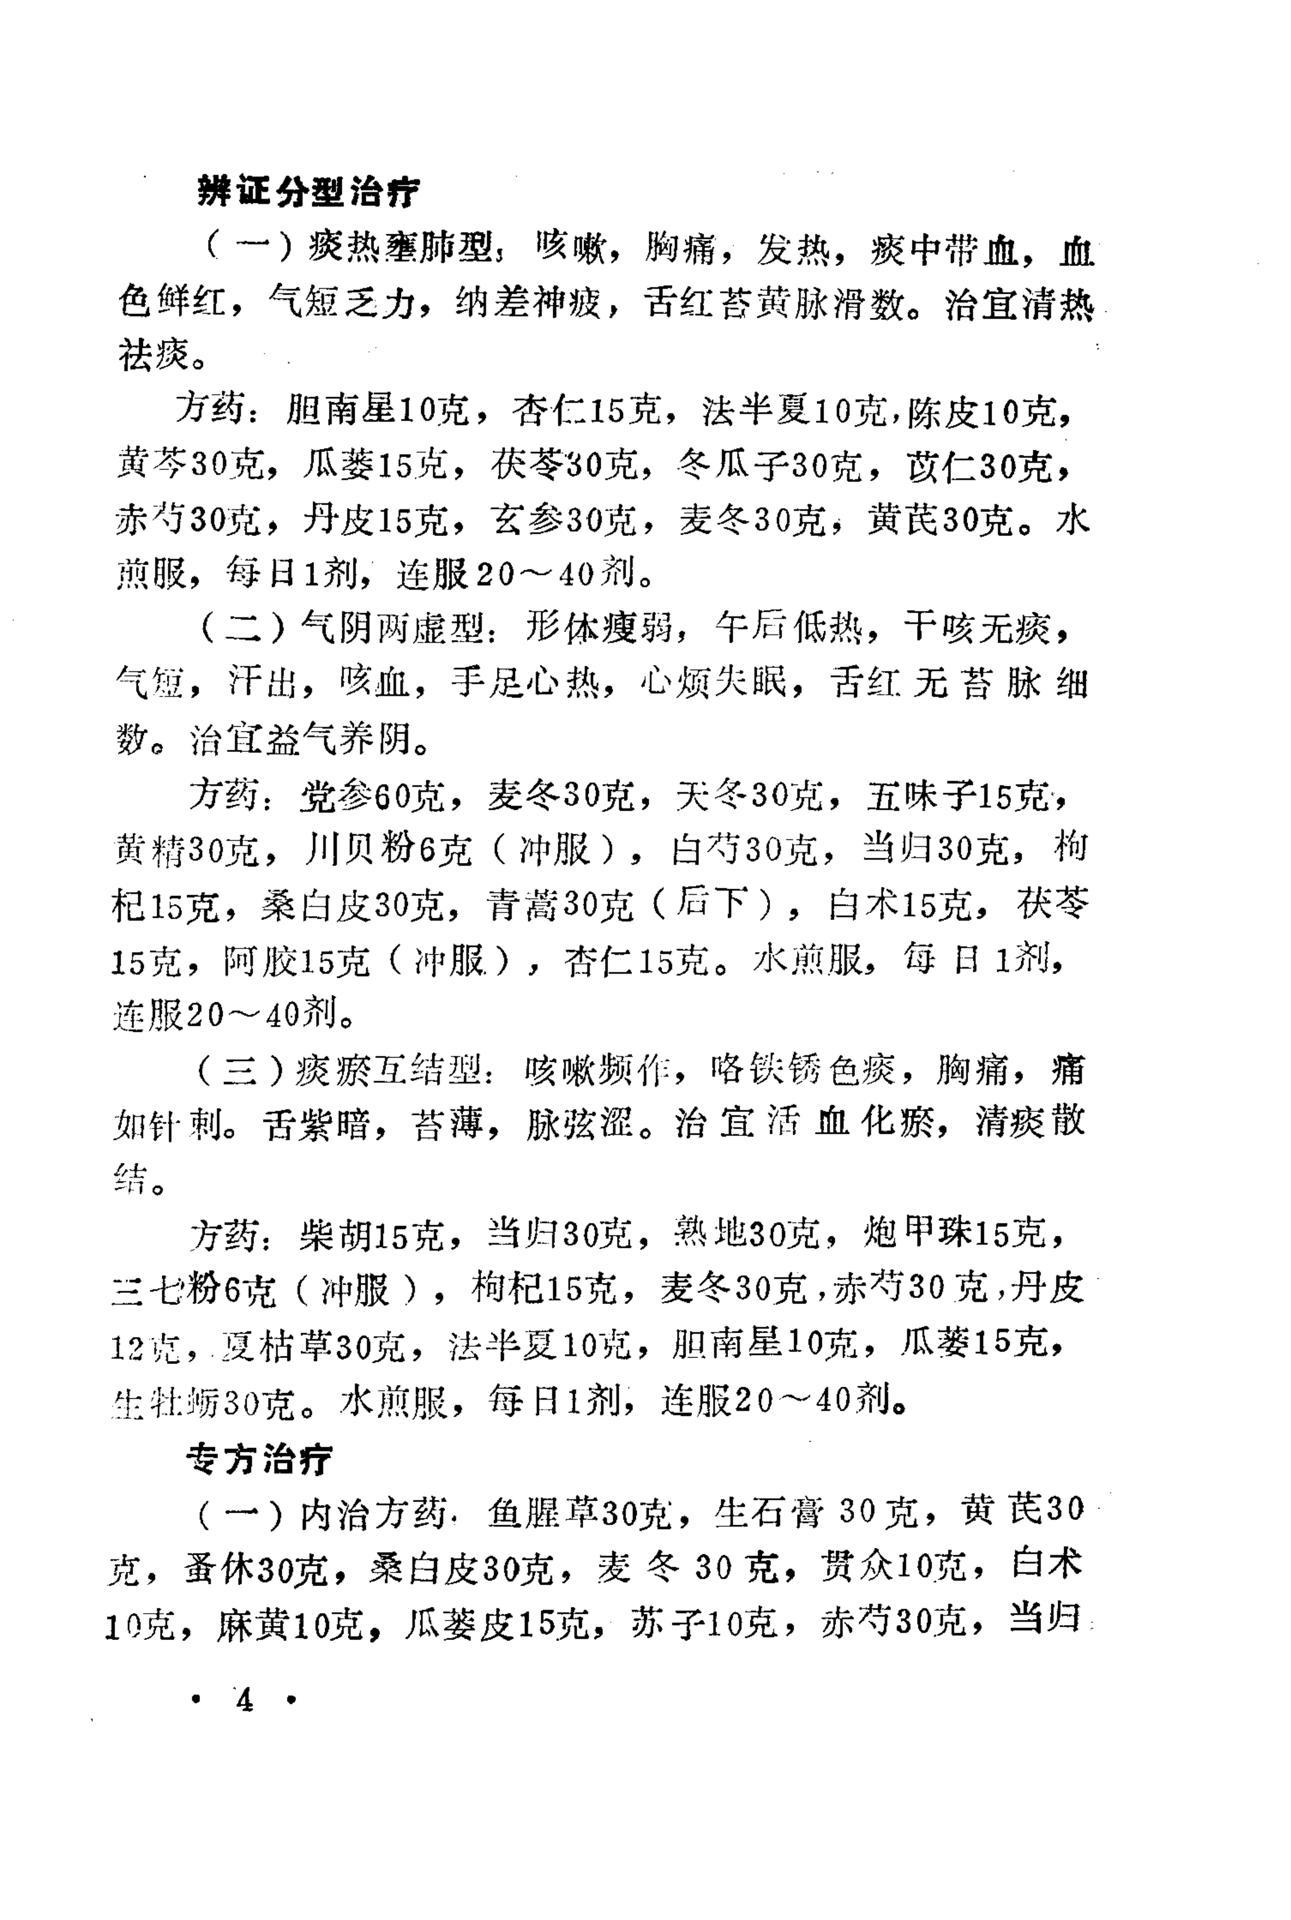 辨证分型治疗
（一）痰热壅肺型：咳嗽，胸痛，发热，痰中带血，血
色鲜红，气短乏力，纳差神疲，舌红苔黄脉滑数。治宜清热
祛痰。
方药：胆南星10克，杏仁15克，法半夏10克，陈皮10克，
黄芩30克，瓜蒌15克，茯苓30克，冬瓜子30克，苡仁30克，
赤芍30克，丹皮15克，玄参30克，麦冬30克，黄芪30克。水
煎服，每日1剂，连服20～40剂。
（二）气阴两虚型：形体瘦弱，午后低热，干咳无痰，
气短，汗出，咳血，手足心热，心烦失眠，舌红无苔脉细
数。治宜益气养阴。
方药：党参60克，麦冬30克，天冬30克，五味子15克，
黄精30克，川贝粉6克（冲服），白芍30克，当归30克，枸
杞15克，桑白皮30克，青蒿30克（后下），白术15克，茯苓
15克，阿胶15克（冲服），杏仁15克。水煎服，每日1剂，
连服20～40剂。
（三）痰瘀互结型：咳嗽频作，咯铁锈色痰，胸痛，痛
如针刺。舌紫暗，苔薄，脉弦涩。治宜活血化瘀，清痰散
结。
方药：柴胡15克，当归30克，熟地30克，炮甲珠15克，
三七粉6克（冲服），枸杞15克，麦冬30克，赤芍30克，丹皮
12克，夏枯草30克，法半夏10克，胆南星10克，瓜蒌15克，
生牡蛎30克。水煎服，每日1剂，连服20～40剂。
专方治疗
（一）内治方药．鱼腥草30克，生石膏30克，黄芪30
克，蚤休30克，桑白皮30克，麦冬30克，贯众10克，白术
10克，麻黄10克，瓜蒌皮15克，苏子10克，赤芍30克，当归
• 4 •